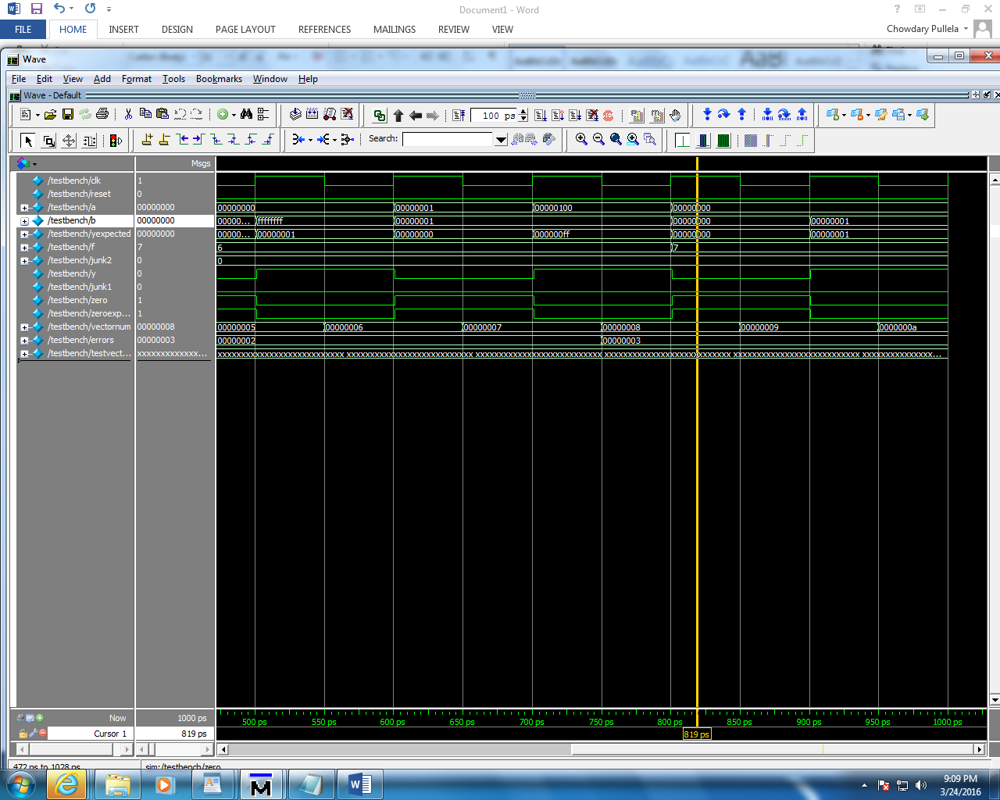 Document1 - Word
FILE HOME INSERT DESIGN PAGE LAYOUT REFERENCES MAILINGS REVIEW VIEW Chowdary Pullela
Wave
File Edit View Add Format Tools Bookmarks Window Help
Wave - Default
100 ps
Search:
Msgs
/testbench/clk 1
/testbench/reset 0
/testbench/a 00000000 00000000 00000001 00000100 00000000
/testbench/b 00000000 00000... ffffffff 00000001 00000000 00000001
/testbench/yexpected 00000000 00000... 00000001 00000000 000000ff 00000000 00000001
/testbench/f 7 6 7
/testbench/junk2 0 0
/testbench/y 0
/testbench/junk1 0
/testbench/zero 1
/testbench/zeroexp... 1
/testbench/vectornum 00000008 00000005 00000006 00000007 00000008 00000009 0000000a
/testbench/errors 00000003 00000002 00000003
/testbench/testvect... xxxxxxxxxxxxx... xxxxxxxxxxxxxxxxxxxxxxxxxx xxxxxxxxxxxxxxxxxxxxxxxxxx xxxxxxxxxxxxxxxxxxxxxxxxxx xxxxxxxxxxxxxxxxxxxxxxxxxx xxxxxxxxxxxxxxxxxxxxxxxxxx xxxxxxxxxxxxxx...
Now 1000 ps 500 ps 550 ps 600 ps 650 ps 700 ps 750 ps 800 ps 850 ps 900 ps 950 ps 1000 ps
Cursor 1 819 ps 819 ps
472 ps to 1028 ps sim:/testbench/zero
9:09 PM
3/24/2016